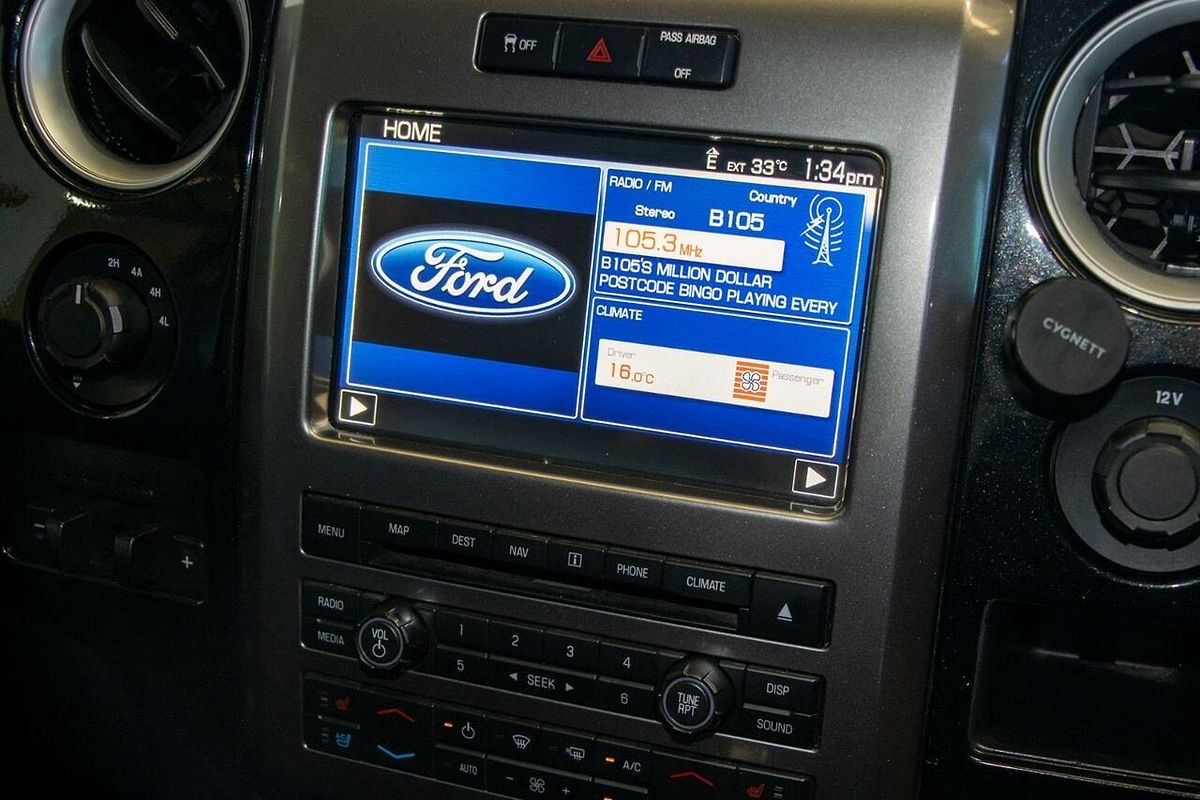 OFF
PASS AIRBAG
OFF
HOME
E EXT 33°C 1:34pm
RADIO / FM
Country
Stereo B105
105.3 MHz
B105'S MILLION DOLLAR
POSTCODE BINGO PLAYING EVERY
Ford
CLIMATE
Driver
16.0°C
Passenger
2H
4A
4H
4L
CYGNETT
12V
- +
MENU
MAP
DEST
NAV
i
PHONE
CLIMATE
RADIO
MEDIA
VOL
1
2
3
4
5
SEEK
6
TUNE
RPT
DISP
SOUND
AUTO
A/C
- +